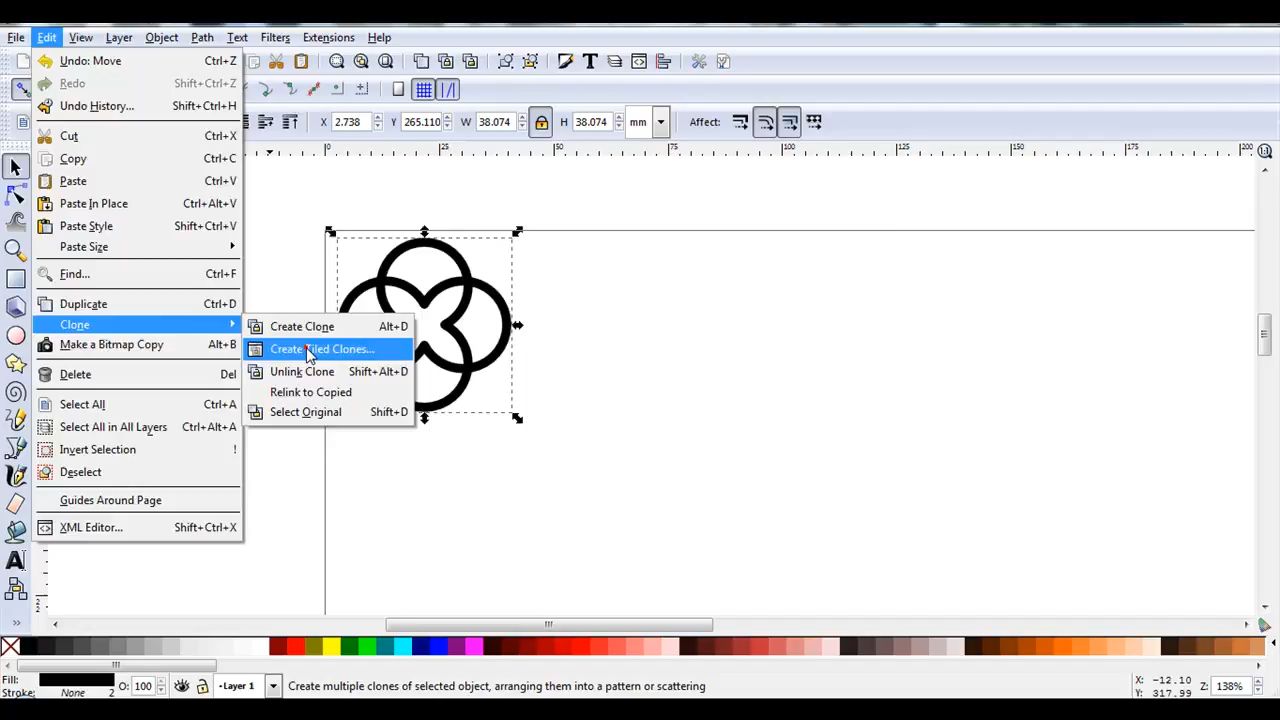 File Edit View Layer Object Path Text Filters Extensions Help
Undo: Move Ctrl+Z
Redo Shift+Ctrl+Z
Undo History... Shift+Ctrl+H
X 2.738 Y 265.110 W 38.074 H 38.074 mm Affect:
Cut Ctrl+X
Copy Ctrl+C
0 25 50 75 100 125 150 175 200
Paste Ctrl+V
Paste In Place Ctrl+Alt+V
Paste Style Shift+Ctrl+V
Paste Size
Find... Ctrl+F
Duplicate Ctrl+D
Clone
Create Clone Alt+D
Make a Bitmap Copy Alt+B
Create Tiled Clones...
Delete Del
Unlink Clone Shift+Alt+D
Relink to Copied
Select All Ctrl+A
Select Original Shift+D
Select All in All Layers Ctrl+Alt+A
Invert Selection !
Deselect
Guides Around Page
XML Editor... Shift+Ctrl+X
Fill:
Stroke: None 2 O: 100 Layer 1 Create multiple clones of selected object, arranging them into a pattern or scattering X: -12.10
Y: 317.99 Z: 138%